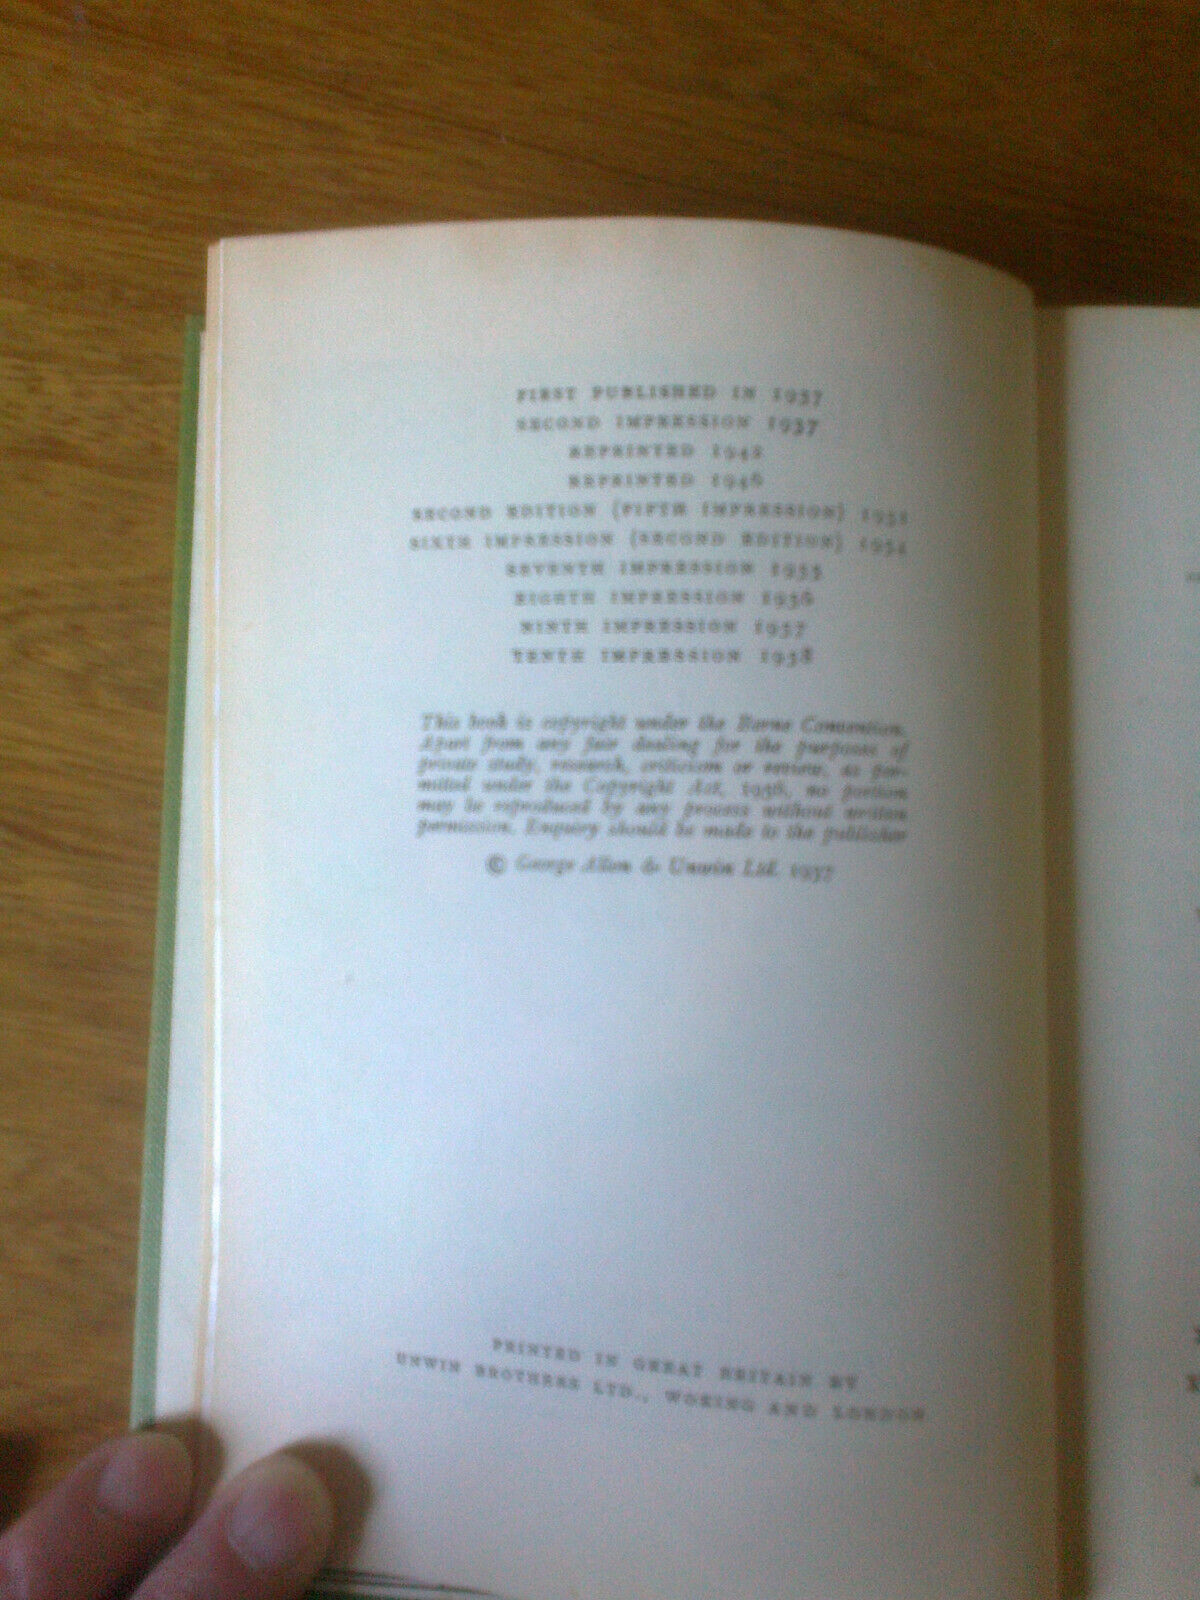 FIRST PUBLISHED IN 1937
SECOND IMPRESSION 1937
REPRINTED 1942
REPRINTED 1946
SECOND EDITION (FIFTH IMPRESSION) 1951
SIXTH IMPRESSION (SECOND EDITION) 1954
SEVENTH IMPRESSION 1955
EIGHTH IMPRESSION 1956
NINTH IMPRESSION 1957
TENTH IMPRESSION 1958
This book is copyright under the Berne Convention.
Apart from any fair dealing for the purposes of
private study, research, criticism or review, as per-
mitted under the Copyright Act, 1956, no portion
may be reproduced by any process without written
permission. Enquiry should be made to the publisher
© George Allen & Unwin Ltd. 1937
PRINTED IN GREAT BRITAIN BY
UNWIN BROTHERS LTD., WOKING AND LONDON